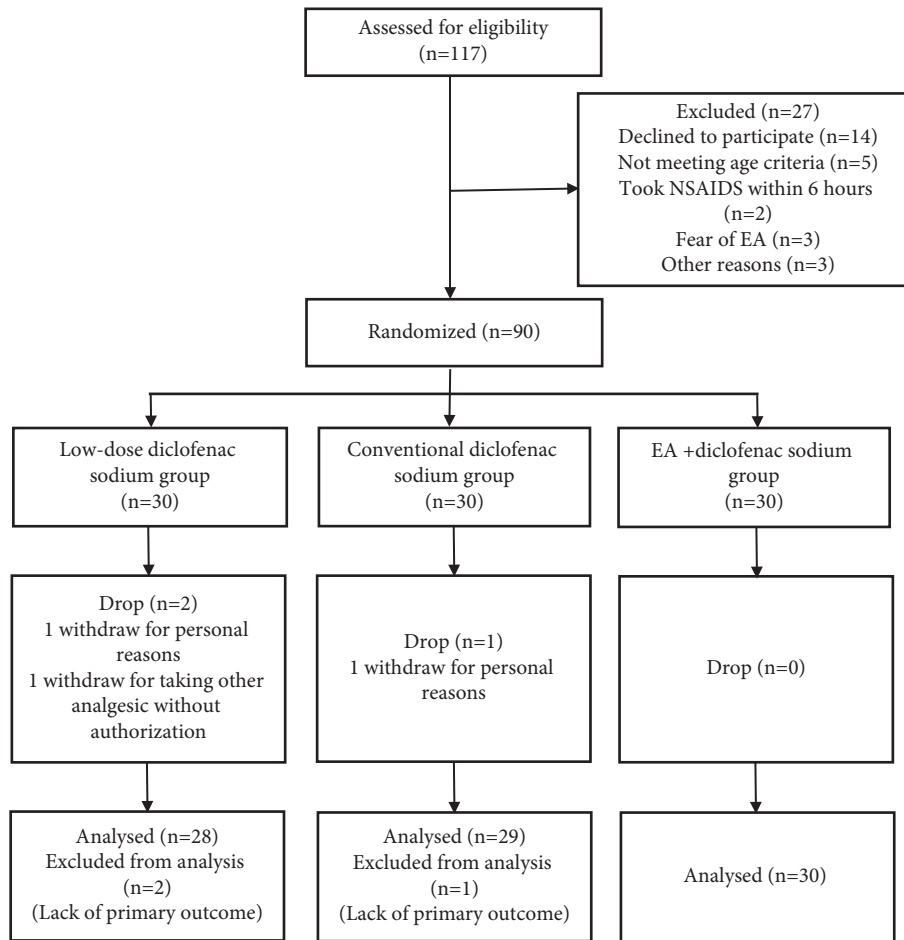 Assessed for eligibility
(n=117)
Excluded (n=27)
Declined to participate (n=14)
Not meeting age criteria (n=5)
Took NSAIDS within 6 hours
(n=2)
Fear of EA (n=3)
Other reasons (n=3)
Randomized (n=90)
Low-dose diclofenac
sodium group
(n=30)
Conventional diclofenac
sodium group
(n=30)
EA +diclofenac sodium
group
(n=30)
Drop (n=2)
1 withdraw for personal
reasons
1 withdraw for taking other
analgesic without
authorization
Drop (n=1)
1 withdraw for personal
reasons
Drop (n=0)
Analysed (n=28)
Excluded from analysis
(n=2)
(Lack of primary outcome)
Analysed (n=29)
Excluded from analysis
(n=1)
(Lack of primary outcome)
Analysed (n=30)